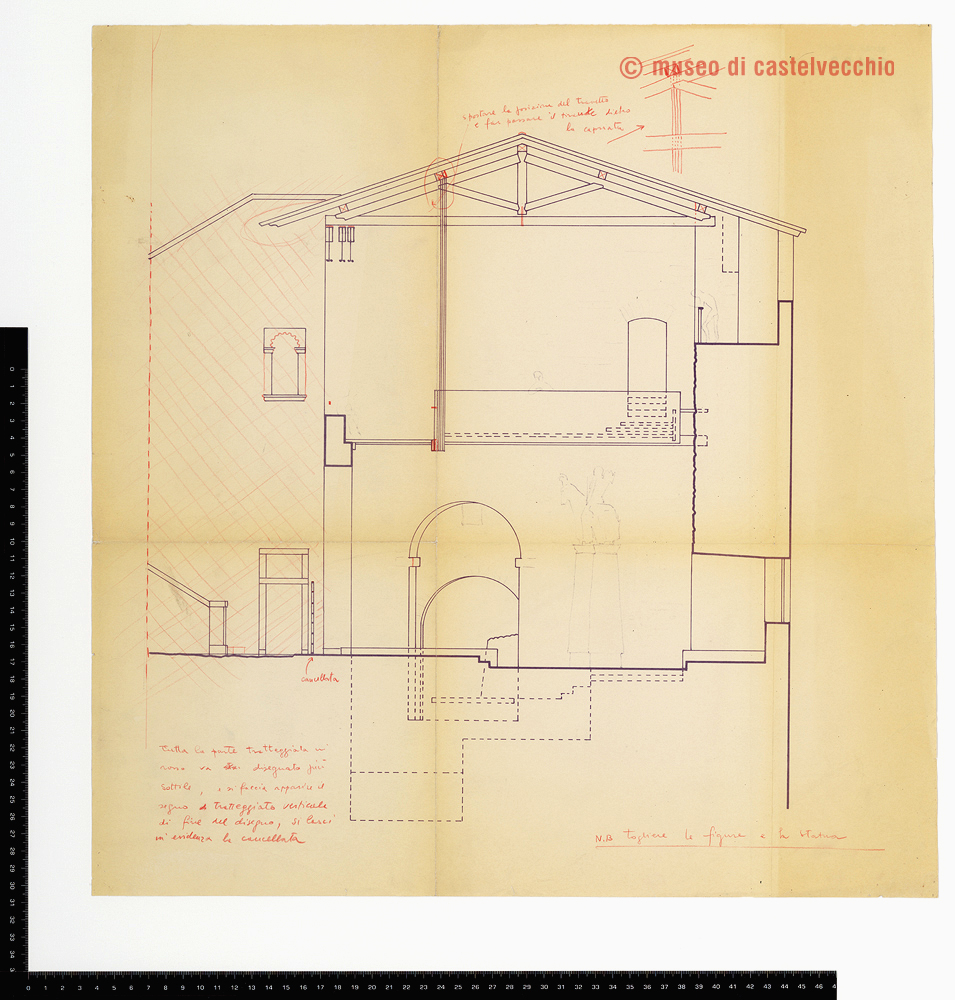 © museo di castelvecchio
spostare la posizione del travetto
e far passare il dietro
la capriata
cancellata
tutta la parte tratteggiata in
rosso va disegnata più
sottile, e si faccia apparire il
segno di tratteggiato verticale
di fine del disegno, si lasci
in evidenza la cancellata
N.B togliere la figura e la statua
0 1 2 3 4 5 6 7 8 9 10 11 12 13 14 15 16 17 18 19 20 21 22 23 24 25 26 27 28 29 30 31 32 33 34 3
0 1 2 3 4 5 6 7 8 9 10 11 12 13 14 15 16 17 18 19 20 21 22 23 24 25 26 27 28 29 30 31 32 33 34 35 36 37 38 39 40 41 42 43 44 45 46 4